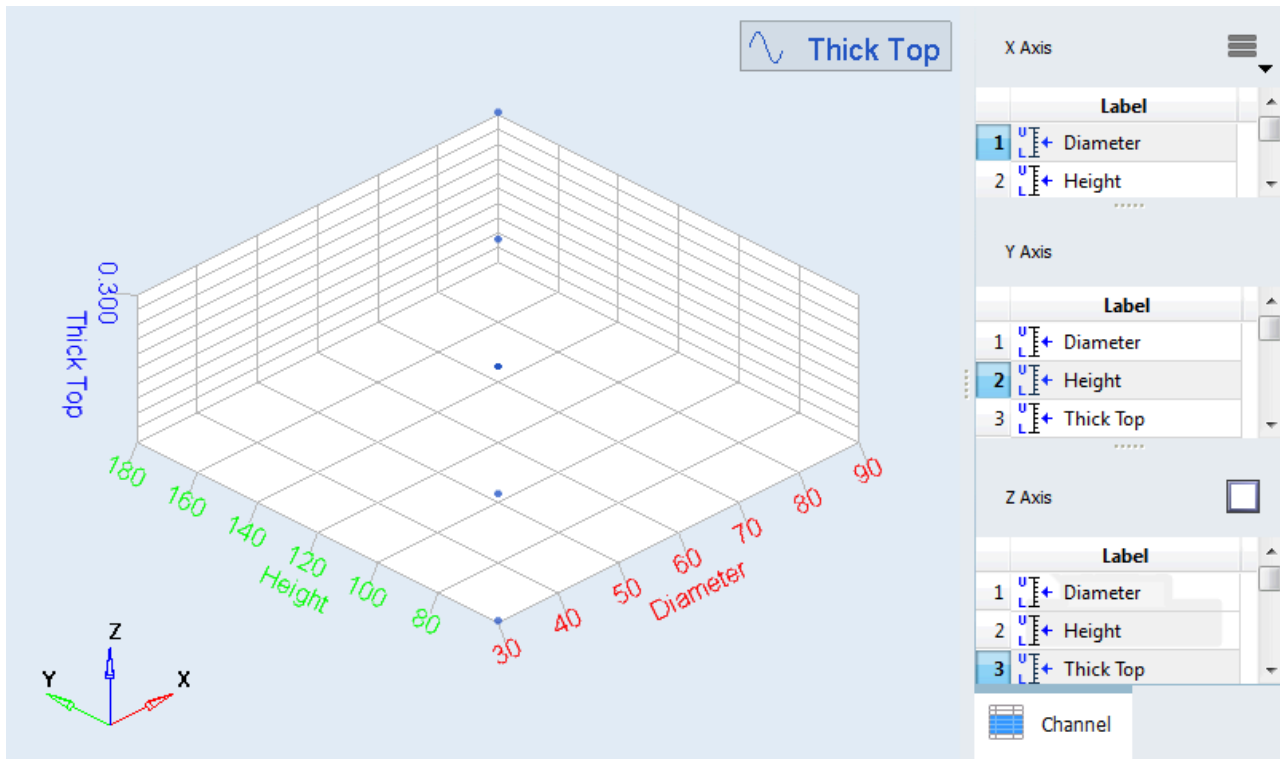 Thick Top
0.300
Thick Top
180
160
140
120
100
80
Height
30
40
50
60
70
80
90
Diameter
Z
Y
X
X Axis
Label
1 Diameter
2 Height
Y Axis
Label
1 Diameter
2 Height
3 Thick Top
Z Axis
Label
1 Diameter
2 Height
3 Thick Top
Channel